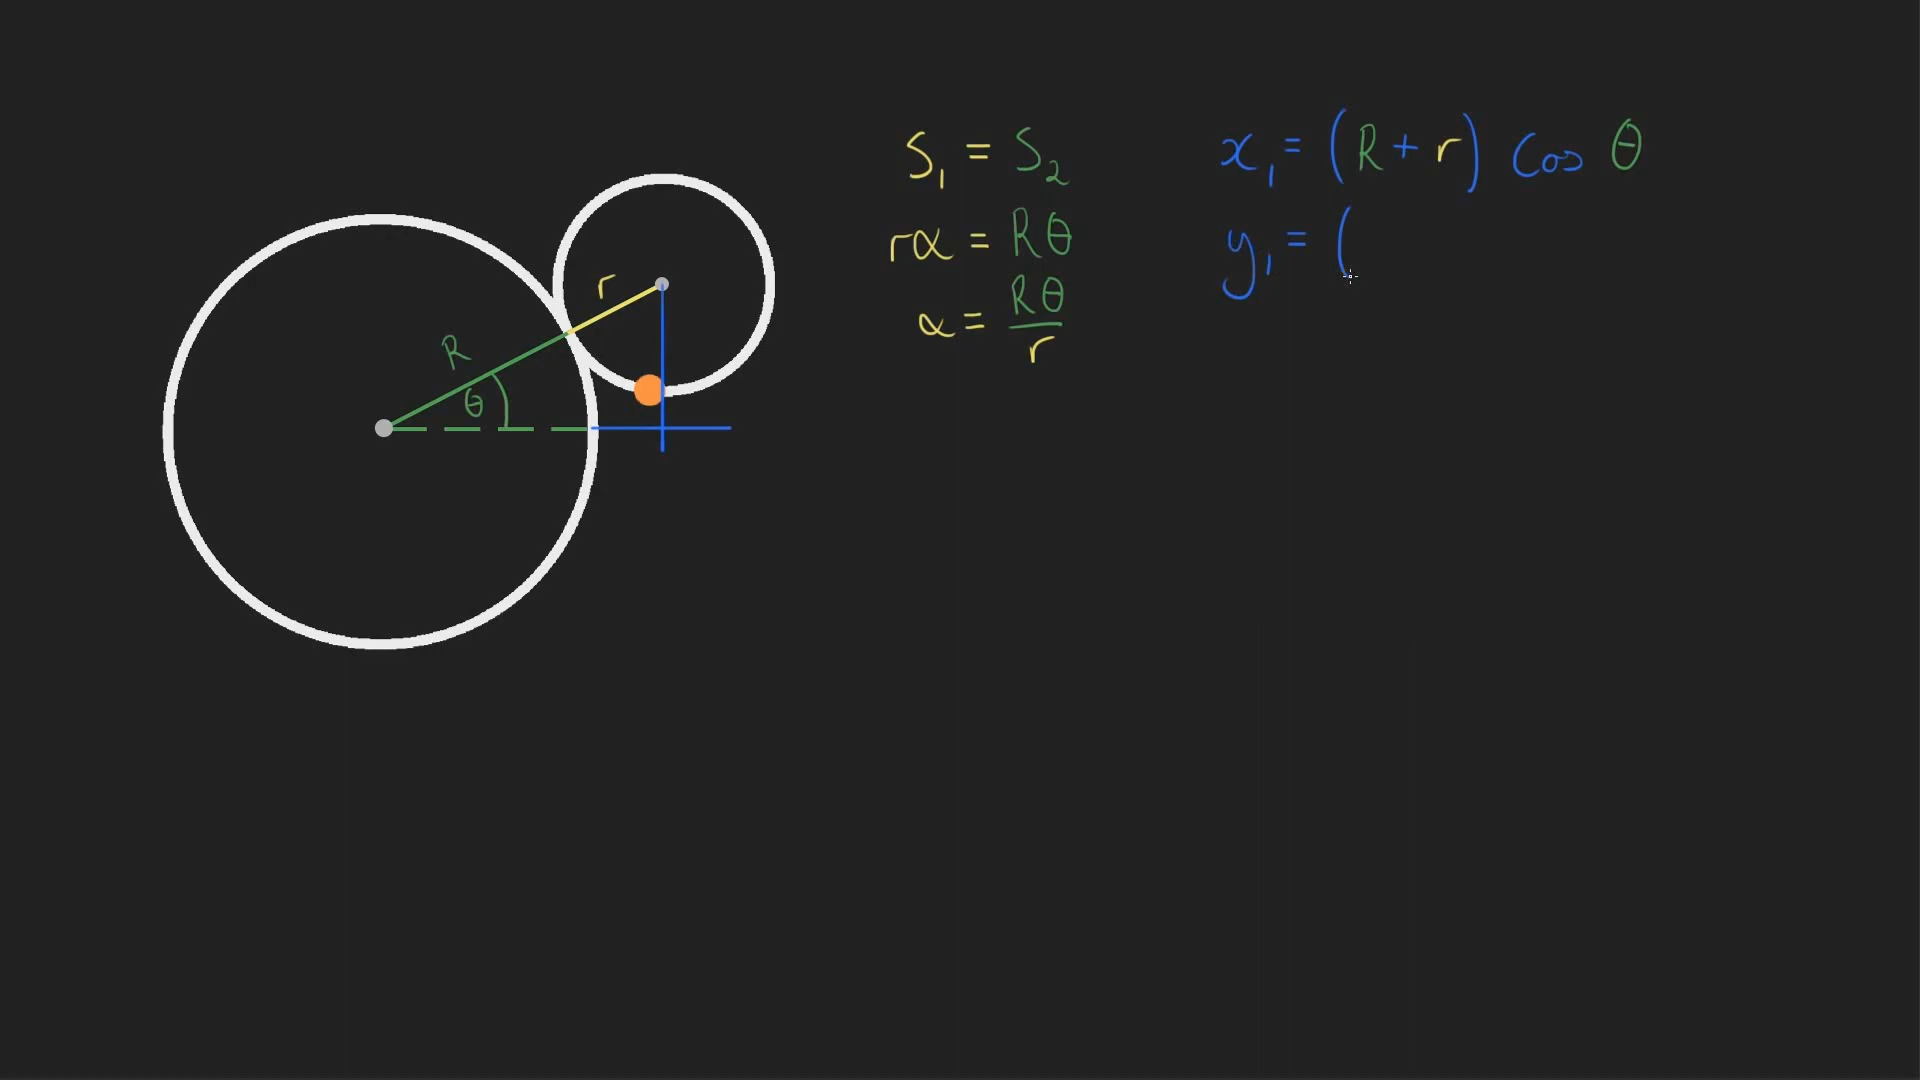 S₁ = S₂
rα = Rθ
α = Rθ/r
x₁ = (R + r) Cos θ
y₁ = (
r
R
θ